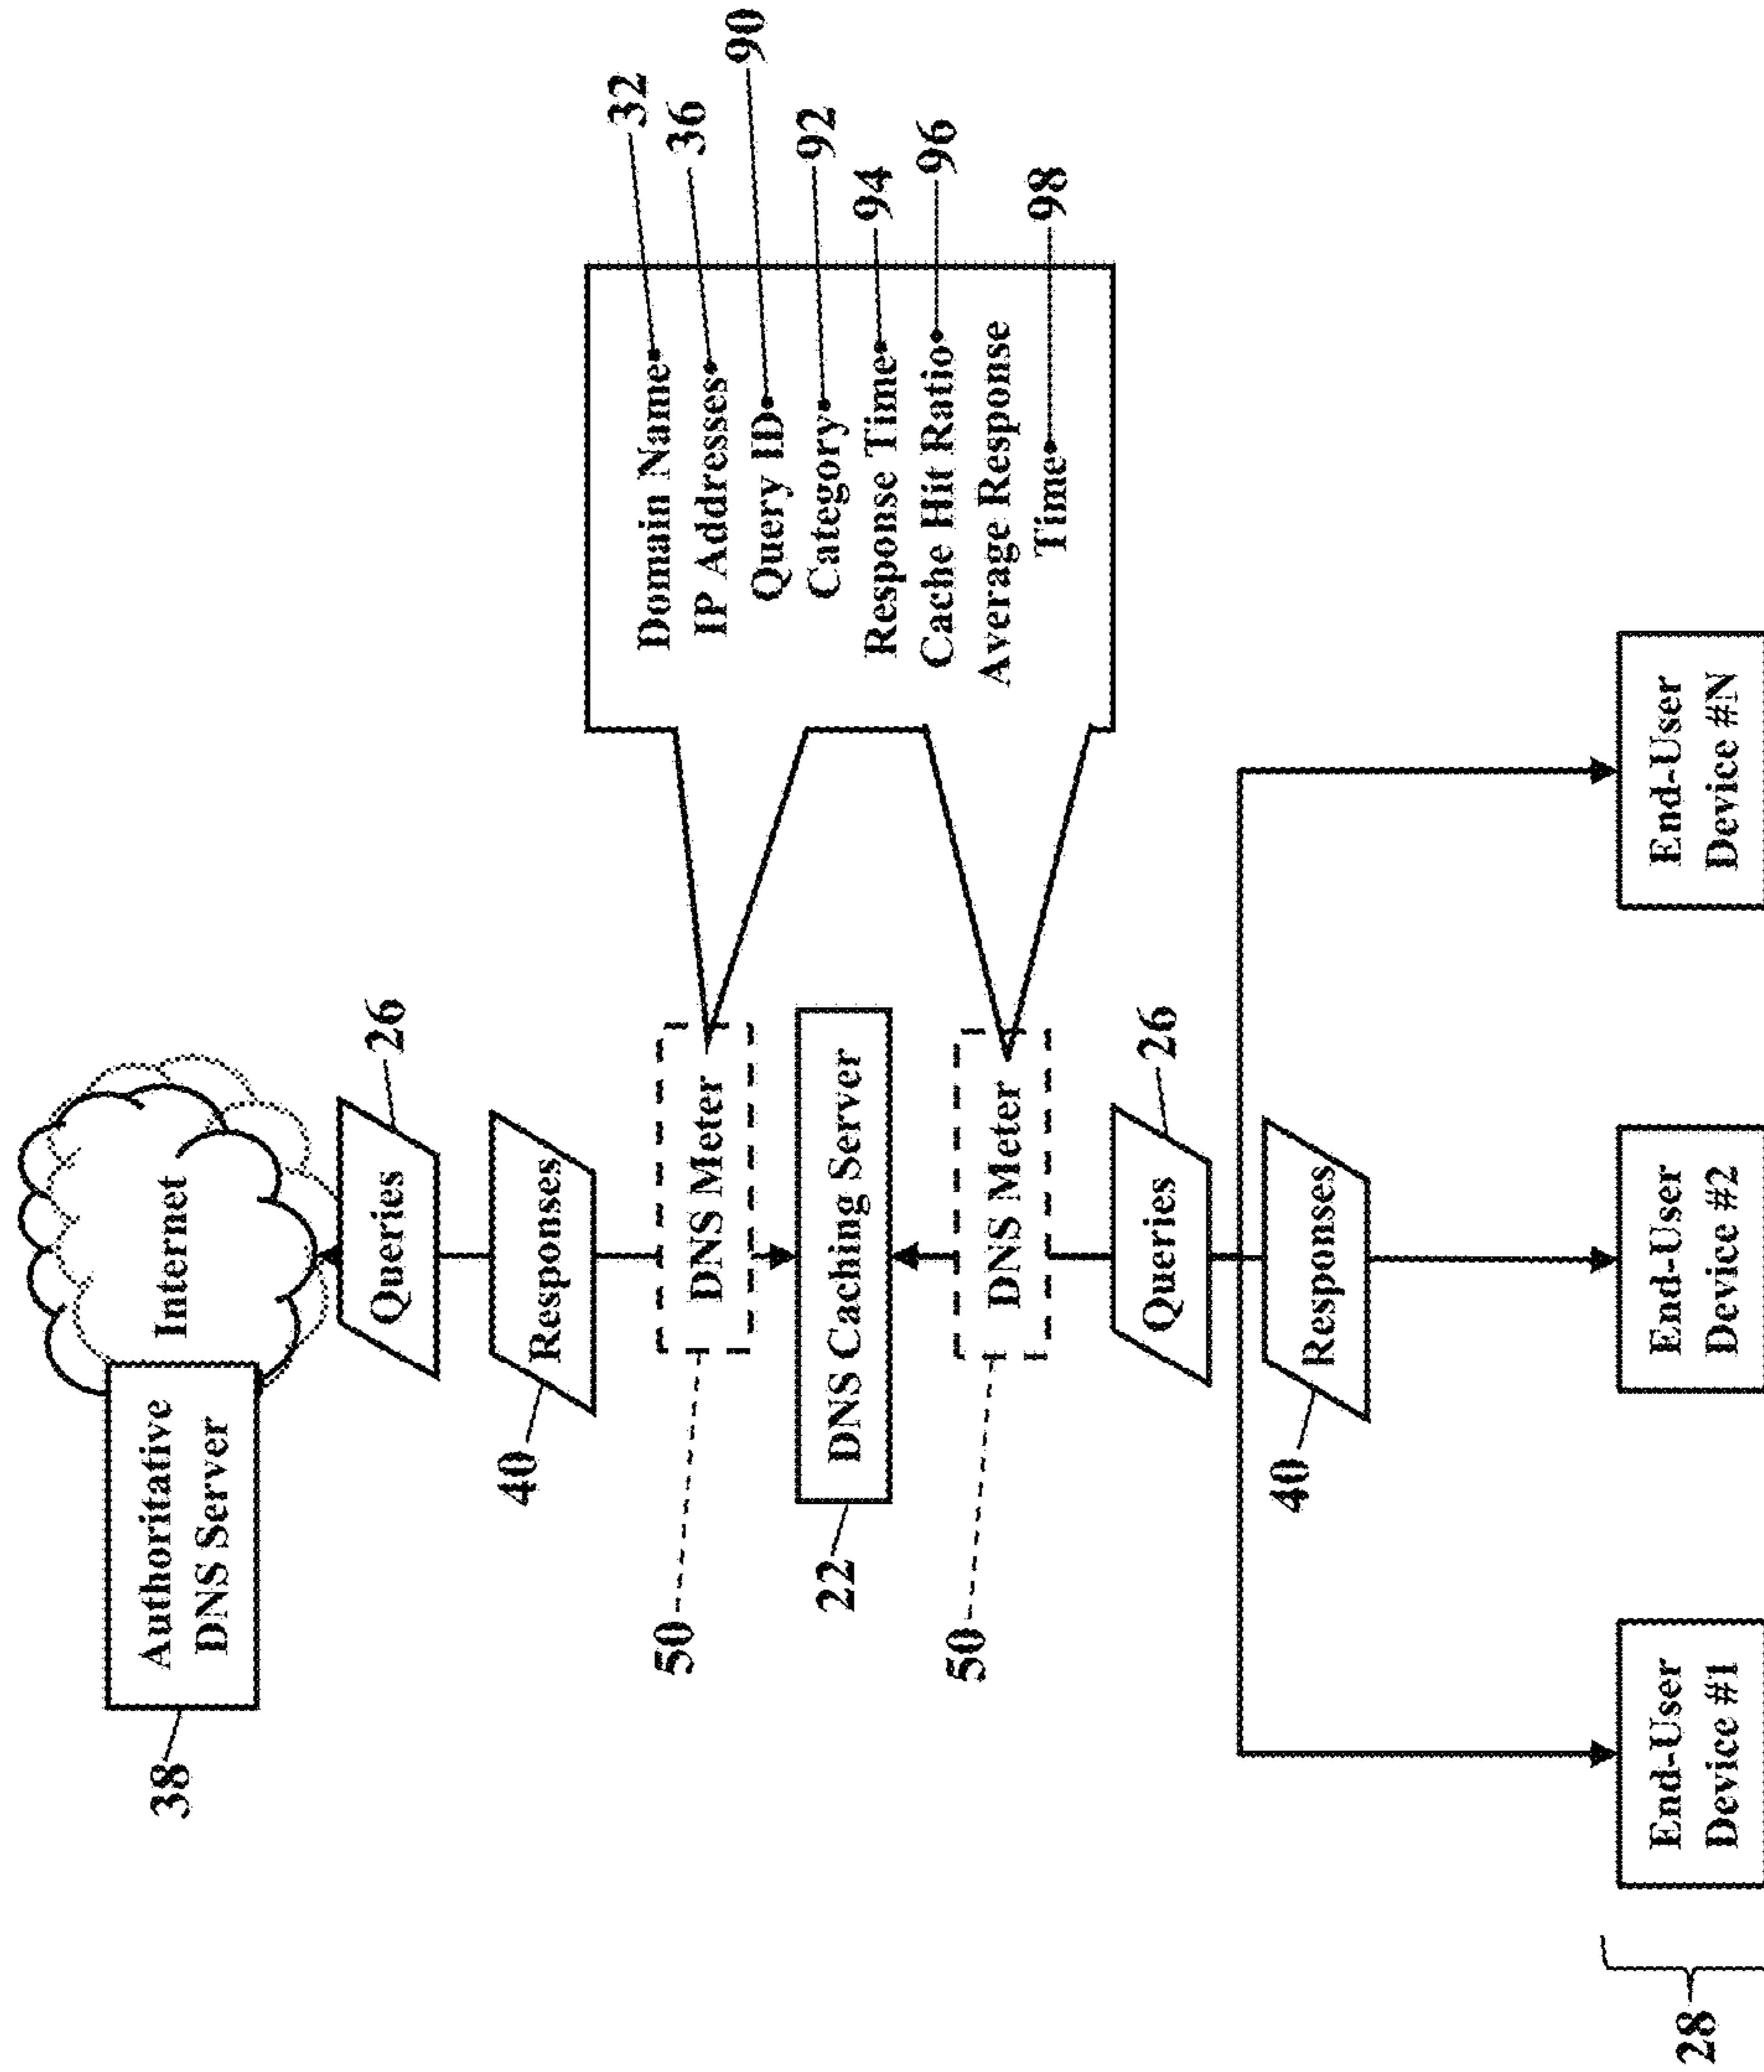 38
Authoritative
DNS Server
Internet
Queries
26
40
Responses
50
DNS Meter
22
DNS Caching Server
50
DNS Meter
Domain Name
32
IP Addresses
36
Query ID
90
Category
92
Response Time
94
Cache Hit Ratio
96
Average Response
Time
98
Queries
26
40
Responses
28
End-User
Device #1
End-User
Device #2
End-User
Device #N